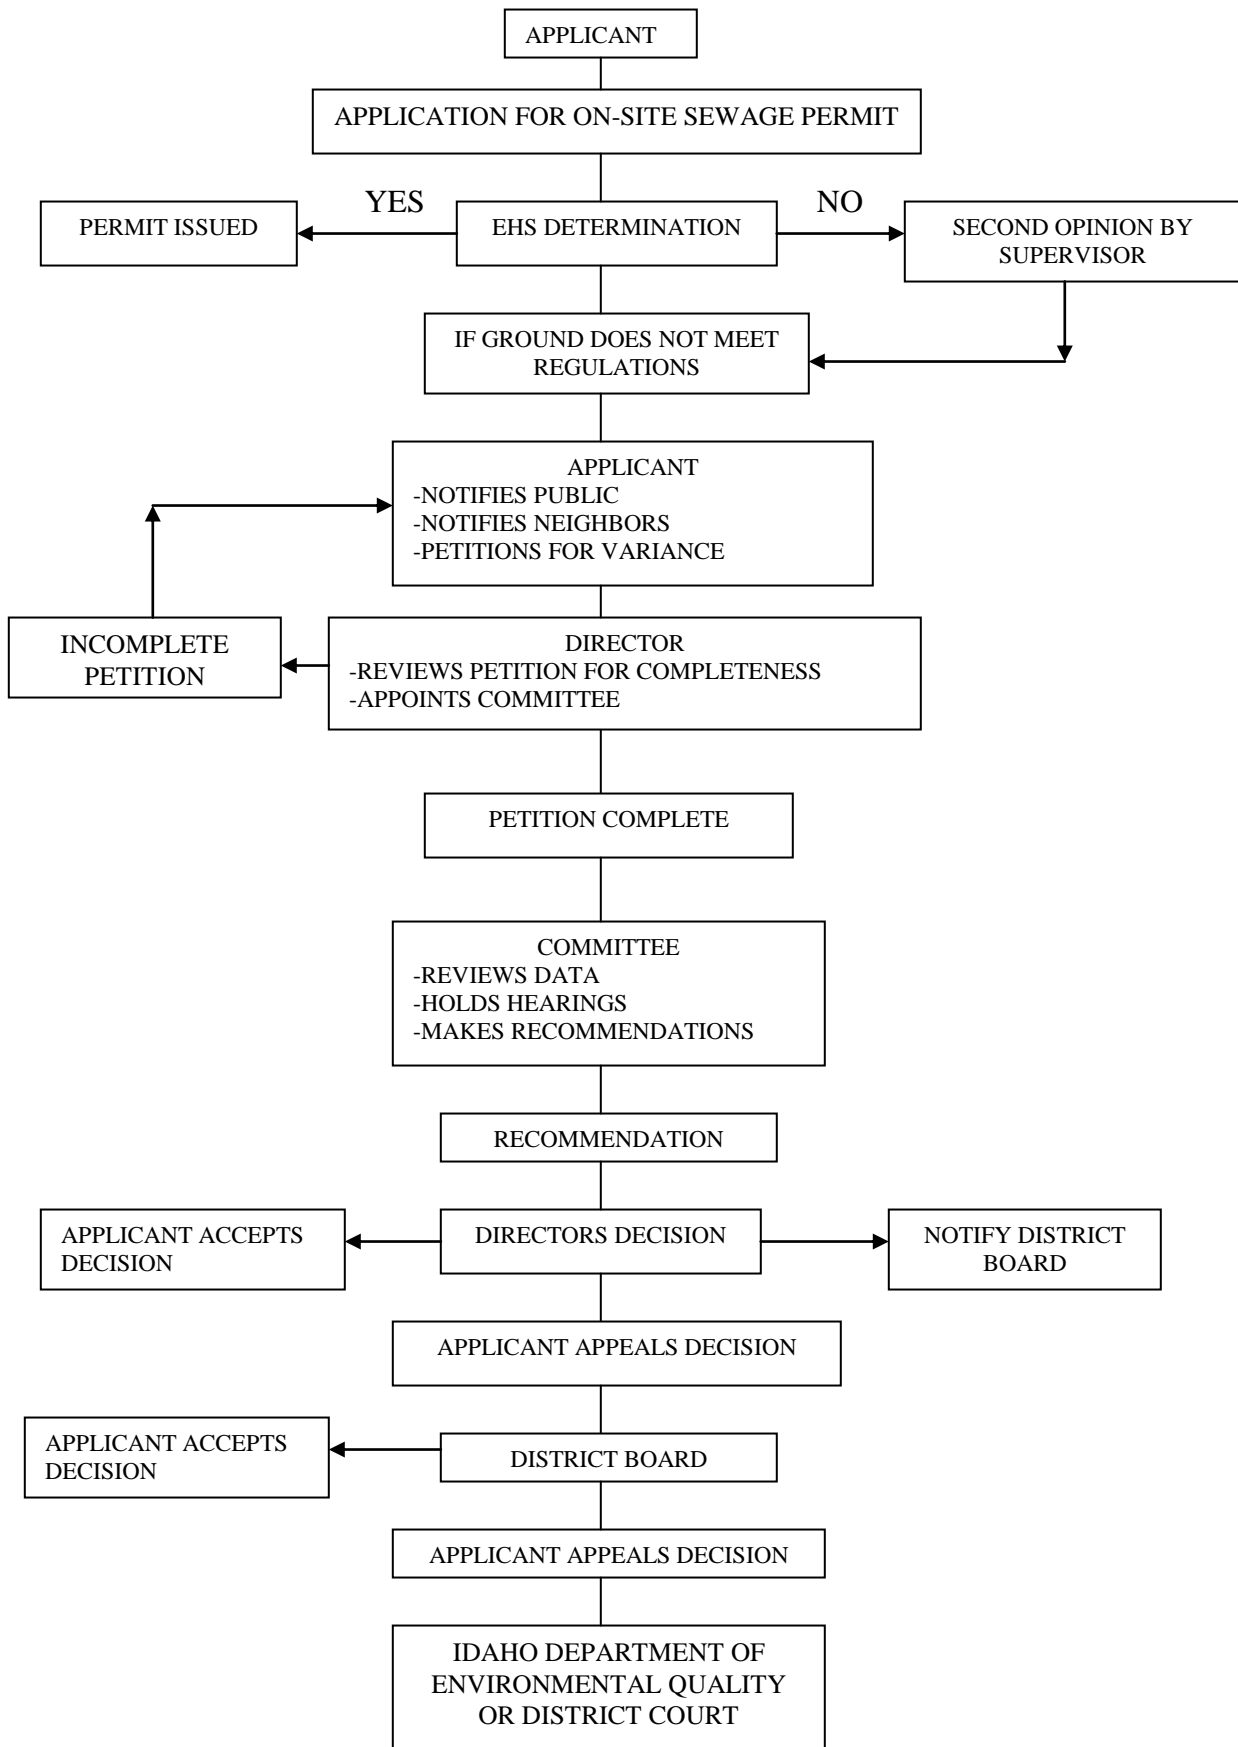 APPLICANT
APPLICATION FOR ON-SITE SEWAGE PERMIT
YES
NO
PERMIT ISSUED
EHS DETERMINATION
SECOND OPINION BY
SUPERVISOR
IF GROUND DOES NOT MEET
REGULATIONS
APPLICANT
-NOTIFIES PUBLIC
-NOTIFIES NEIGHBORS
-PETITIONS FOR VARIANCE
INCOMPLETE
PETITION
DIRECTOR
-REVIEWS PETITION FOR COMPLETENESS
-APPOINTS COMMITTEE
PETITION COMPLETE
COMMITTEE
-REVIEWS DATA
-HOLDS HEARINGS
-MAKES RECOMMENDATIONS
RECOMMENDATION
APPLICANT ACCEPTS
DECISION
DIRECTORS DECISION
NOTIFY DISTRICT
BOARD
APPLICANT APPEALS DECISION
APPLICANT ACCEPTS
DECISION
DISTRICT BOARD
APPLICANT APPEALS DECISION
IDAHO DEPARTMENT OF
ENVIRONMENTAL QUALITY
OR DISTRICT COURT